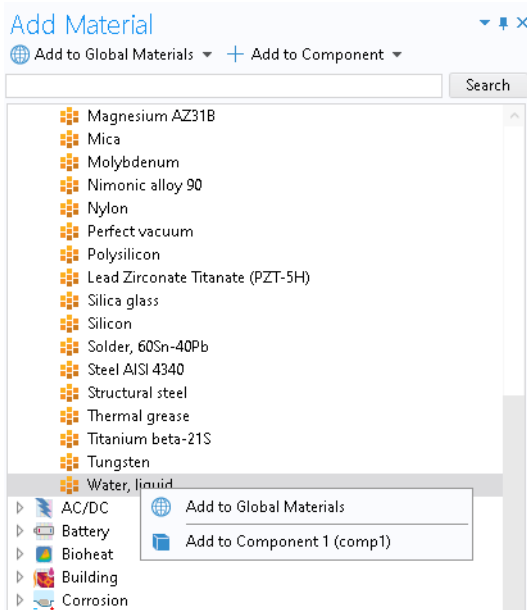 Add Material
Add to Global Materials + Add to Component
Search
Magnesium AZ31B
Mica
Molybdenum
Nimonic alloy 90
Nylon
Perfect vacuum
Polysilicon
Lead Zirconate Titanate (PZT-5H)
Silica glass
Silicon
Solder, 60Sn-40Pb
Steel AISI 4340
Structural steel
Thermal grease
Titanium beta-21S
Tungsten
Water, liquid
AC/DC
Add to Global Materials
Battery
Add to Component 1 (comp1)
Bioheat
Building
Corrosion